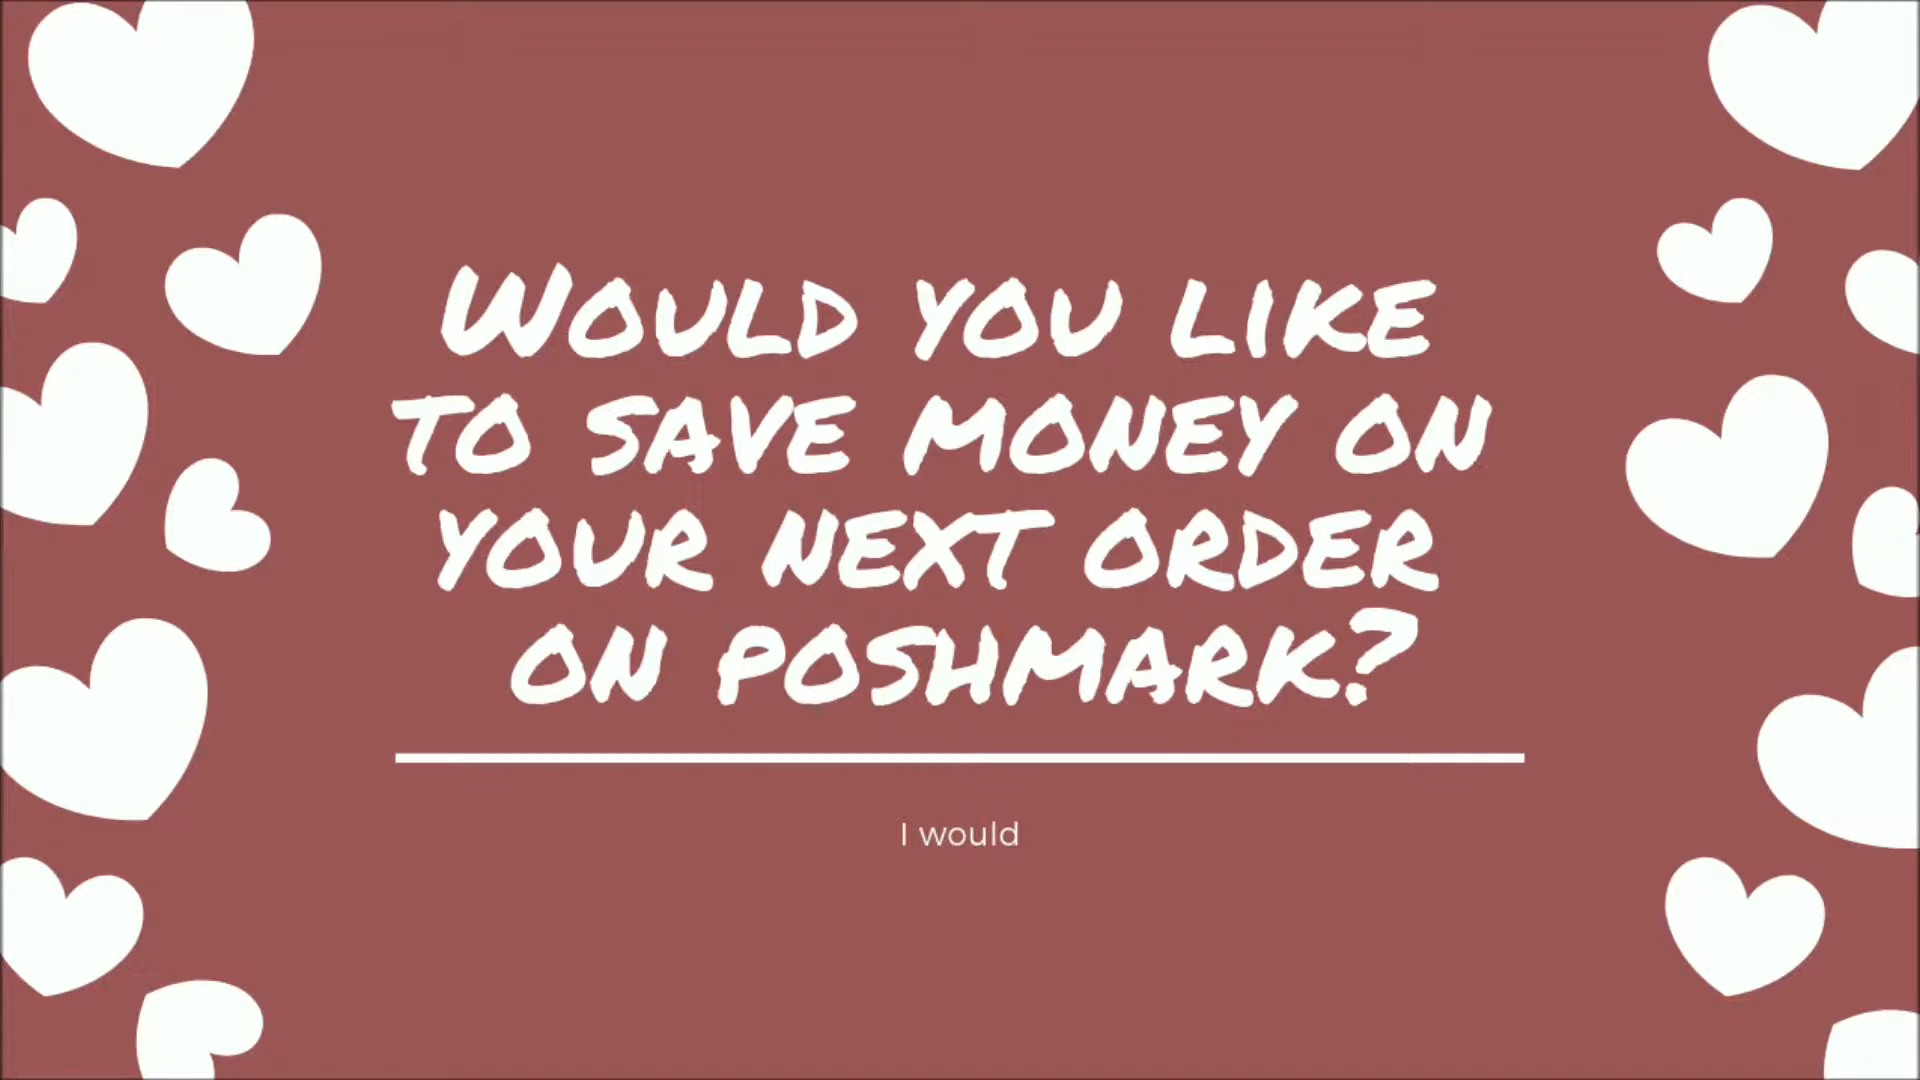 Would you like
to save money on
your next order
on Poshmark?
I would